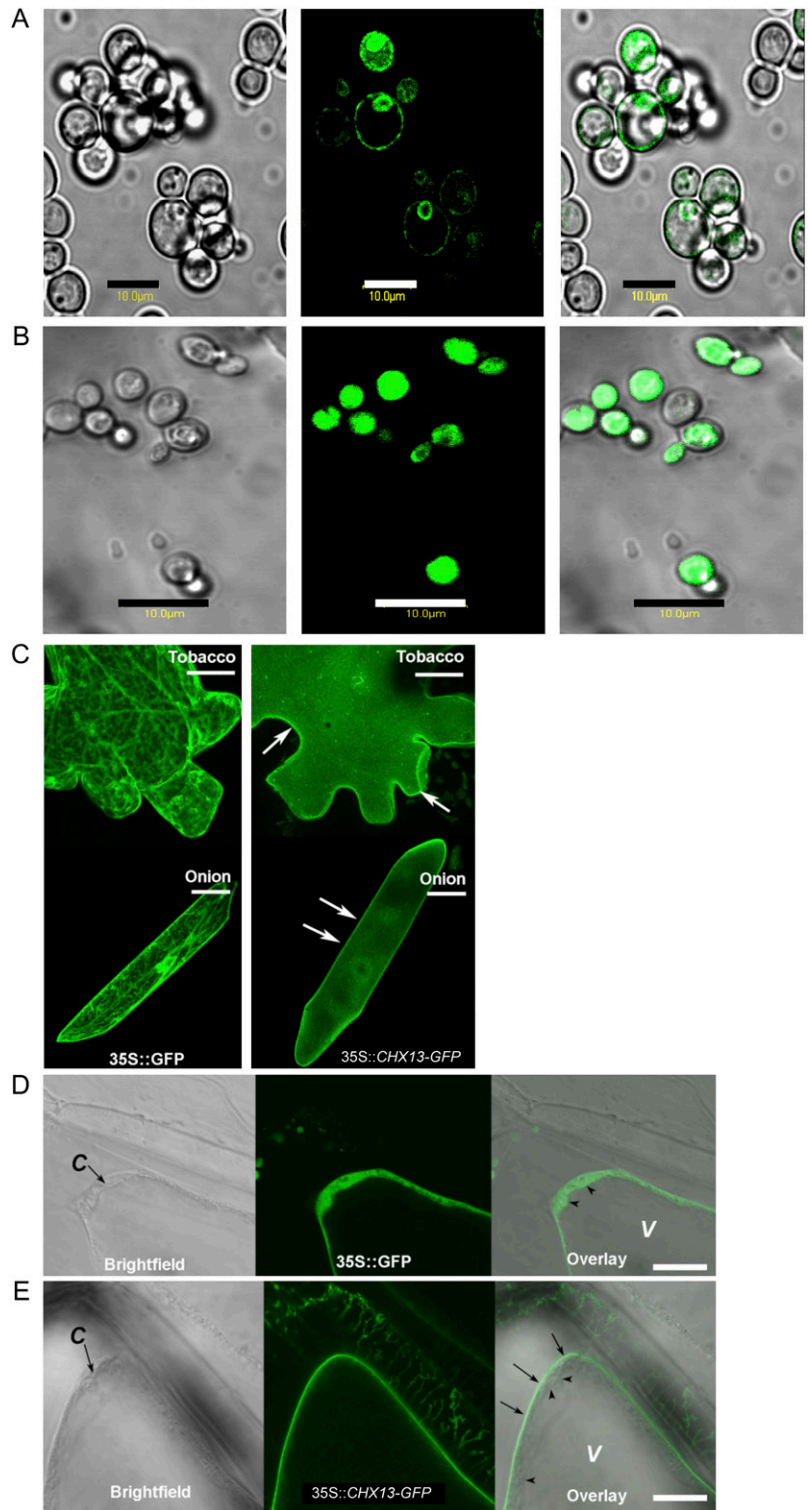 A
10.0µm
10.0µm
10.0µm
B
10.0µm
10.0µm
10.0µm
C
Tobacco
Tobacco
Onion
Onion
35S::GFP
35S::CHX13-GFP
D
C
Brightfield
35S::GFP
V
Overlay
E
C
Brightfield
35S::CHX13-GFP
V
Overlay